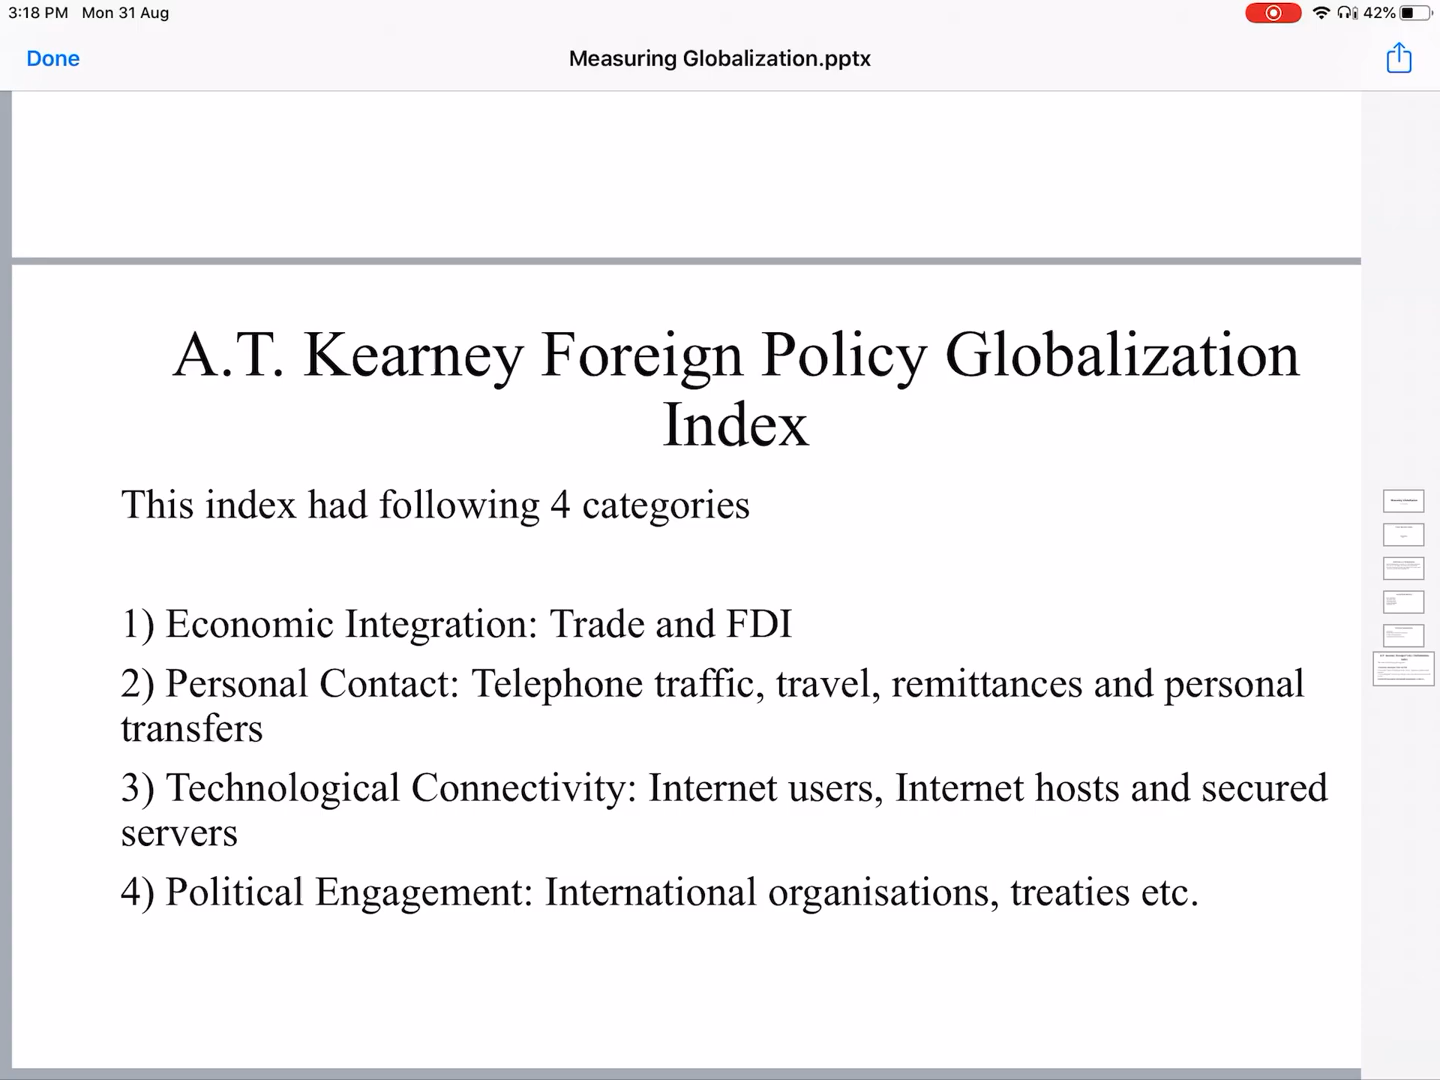 3:18 PM Mon 31 Aug
42%
Done
Measuring Globalization.pptx
A.T. Kearney Foreign Policy Globalization
Index
This index had following 4 categories
1) Economic Integration: Trade and FDI
2) Personal Contact: Telephone traffic, travel, remittances and personal
transfers
3) Technological Connectivity: Internet users, Internet hosts and secured
servers
4) Political Engagement: International organisations, treaties etc.